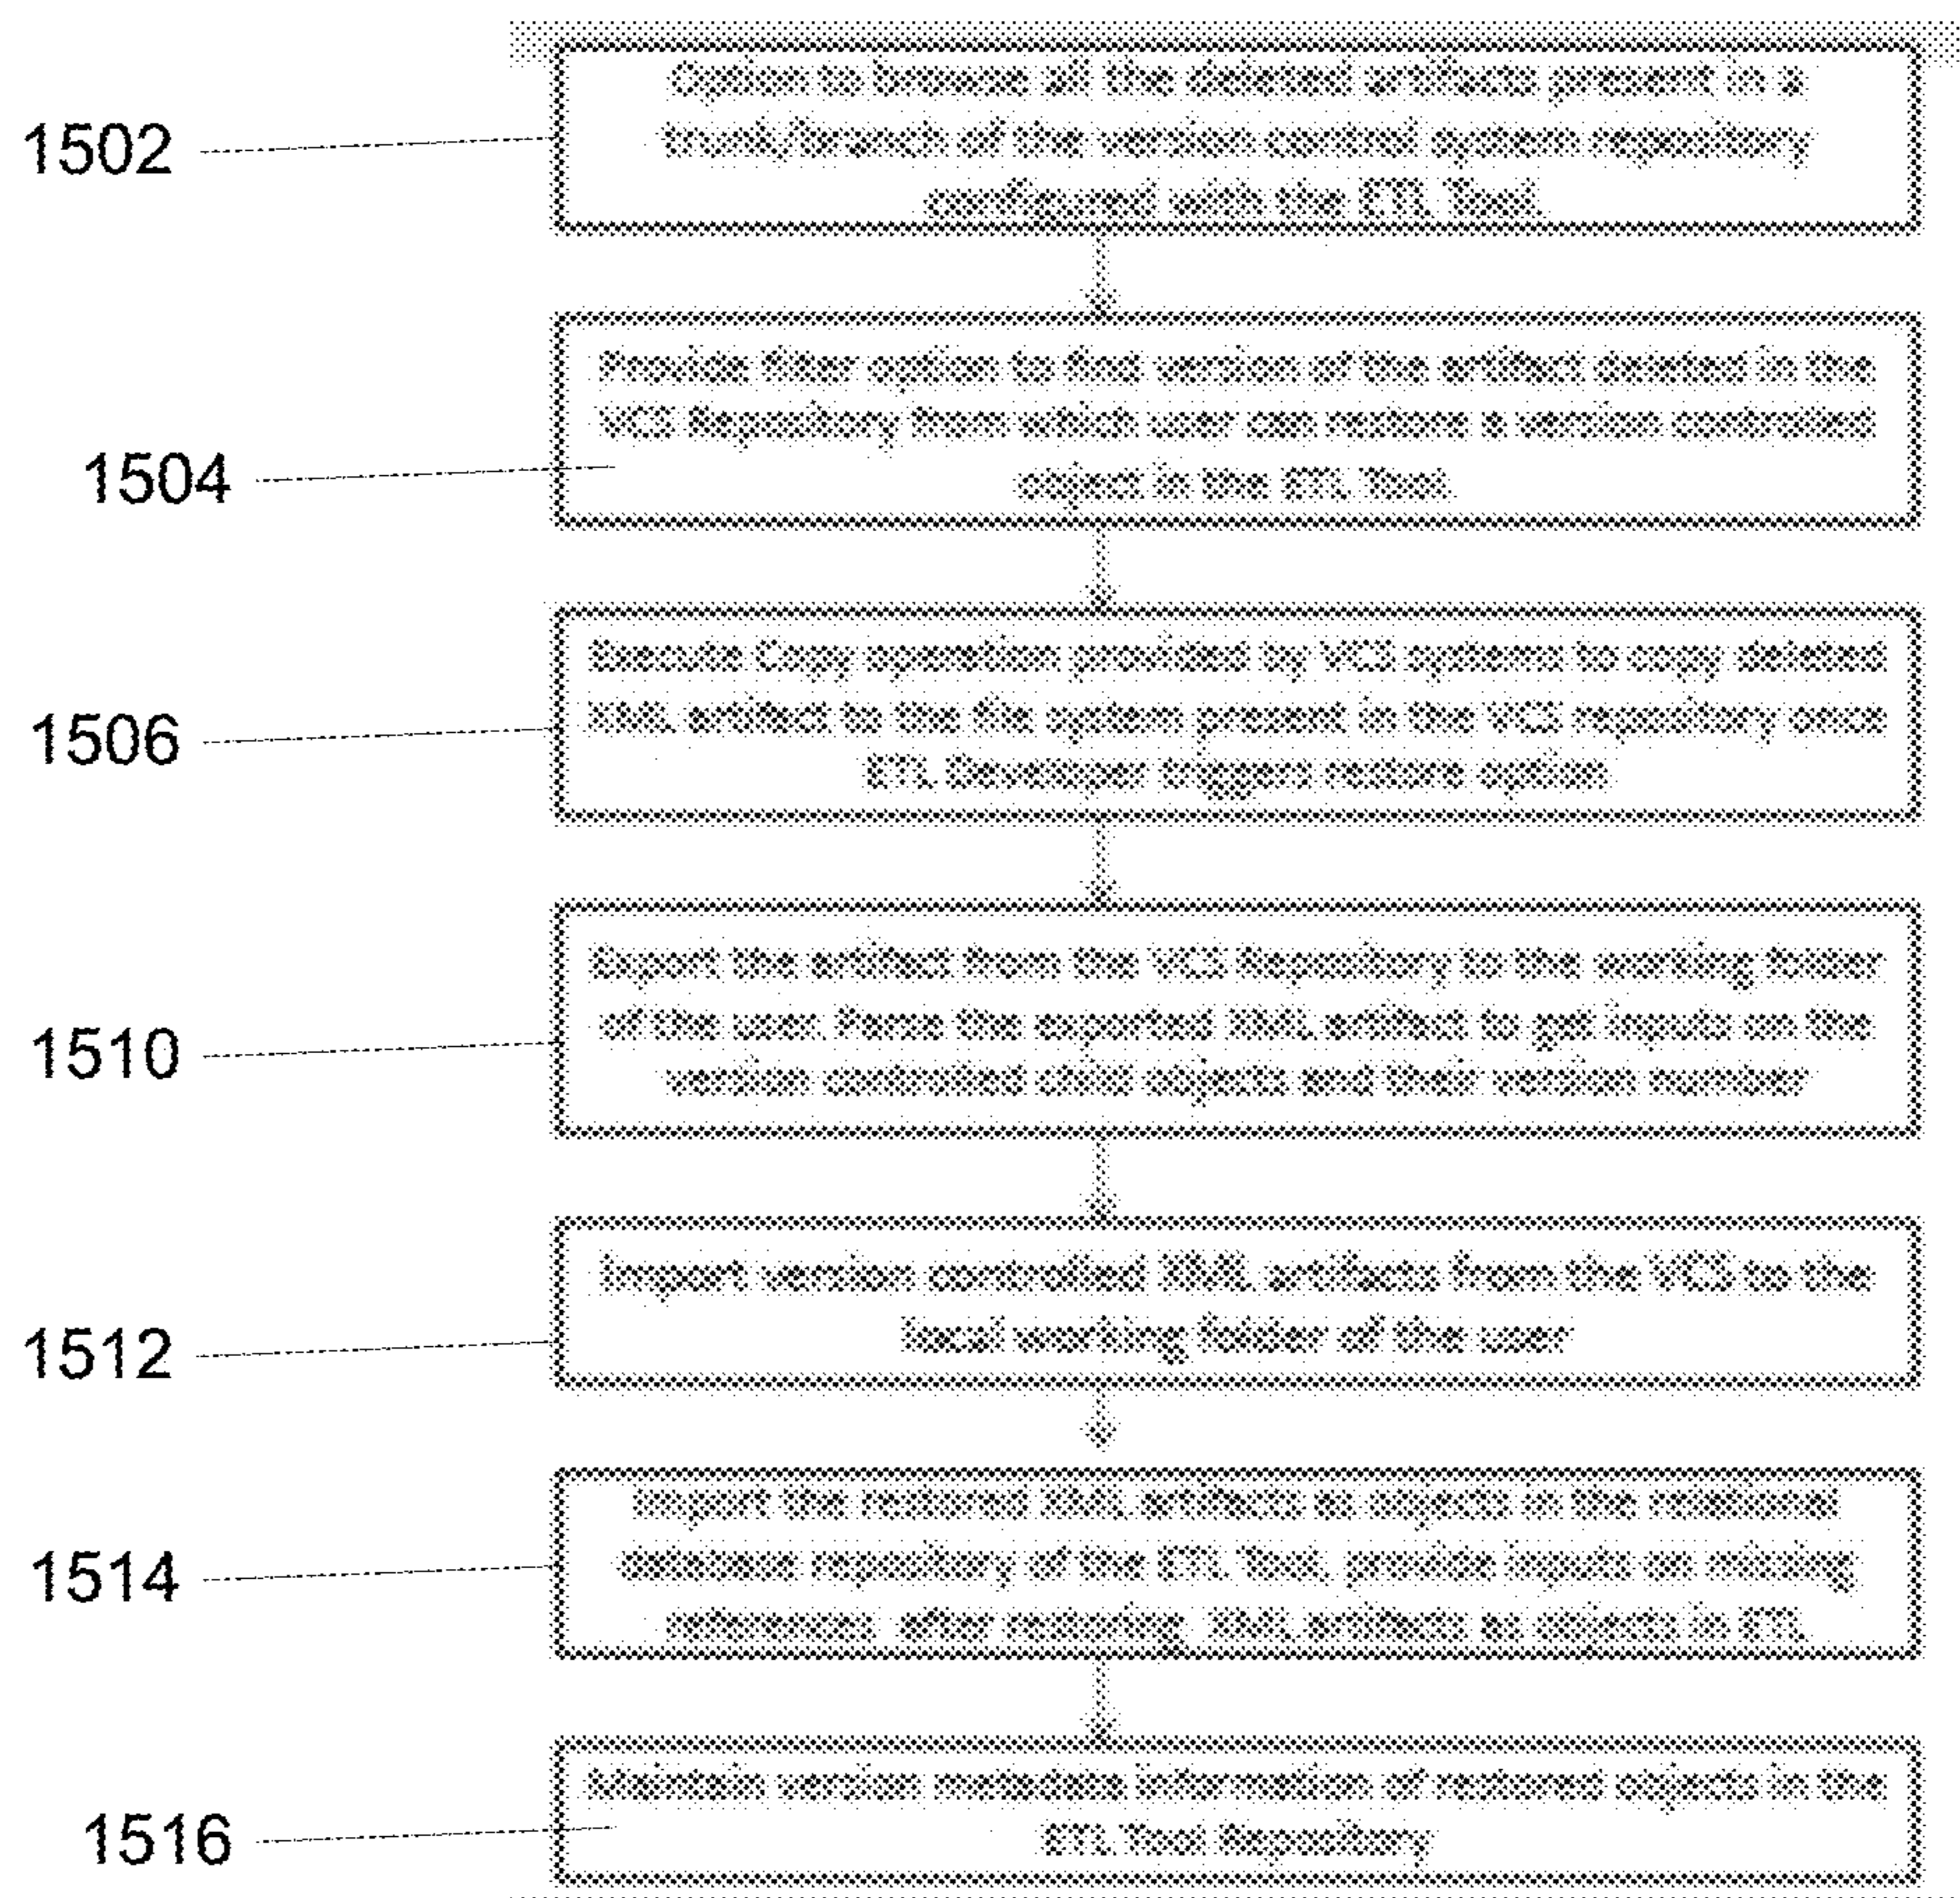 1502
Option to browse all the deleted artifacts present in a
trunk/branch of the version control system repository
configured with the ETL Tool.
1504
Provide filter option to find version of the artifact deleted in the
VCS Repository from which user can restore a version controlled
object in the ETL Tool.
1506
Execute Copy operation provided by VCS systems to copy deleted
XML artifact to the file system present in the VCS repository once
ETL Developer triggers restore option
1510
Export the artifact from the VCS Repository to the working folder
of the user. Parse the exported XML artifact to get inputs on the
version controlled child objects and their version number
1512
Import version controlled XML artifacts from the VCS to the
local working folder of the user
1514
Import the restored XML artifacts as objects in the relational
database repository of the ETL Tool, provide inputs on missing
references after restoring XML artifacts as objects in ETL
1516
Maintain version metadata information of restored objects in the
ETL Tool Repository